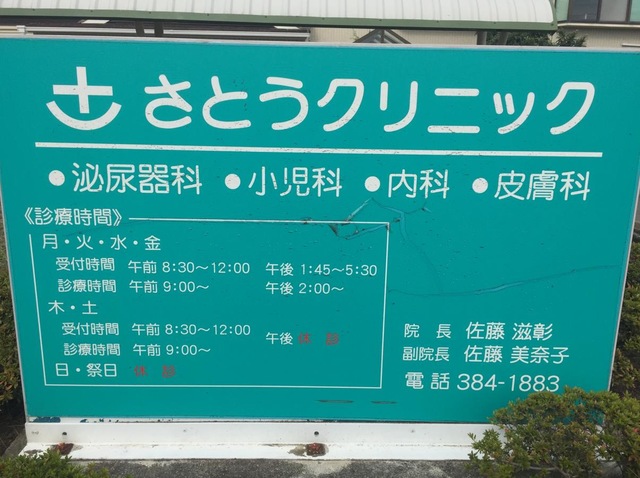 さとうクリニック
●泌尿器科 ●小児科 ●内科 ●皮膚科
《診療時間》
月・火・水・金
受付時間 午前 8:30〜12:00 午後 1:45〜5:30
診療時間 午前 9:00〜 午後 2:00〜
木・土
受付時間 午前 8:30〜12:00 午後 休 診
診療時間 午前 9:00〜
日・祭日 休 診
院 長 佐藤 滋彰
副院長 佐藤 美奈子
電話 384-1883